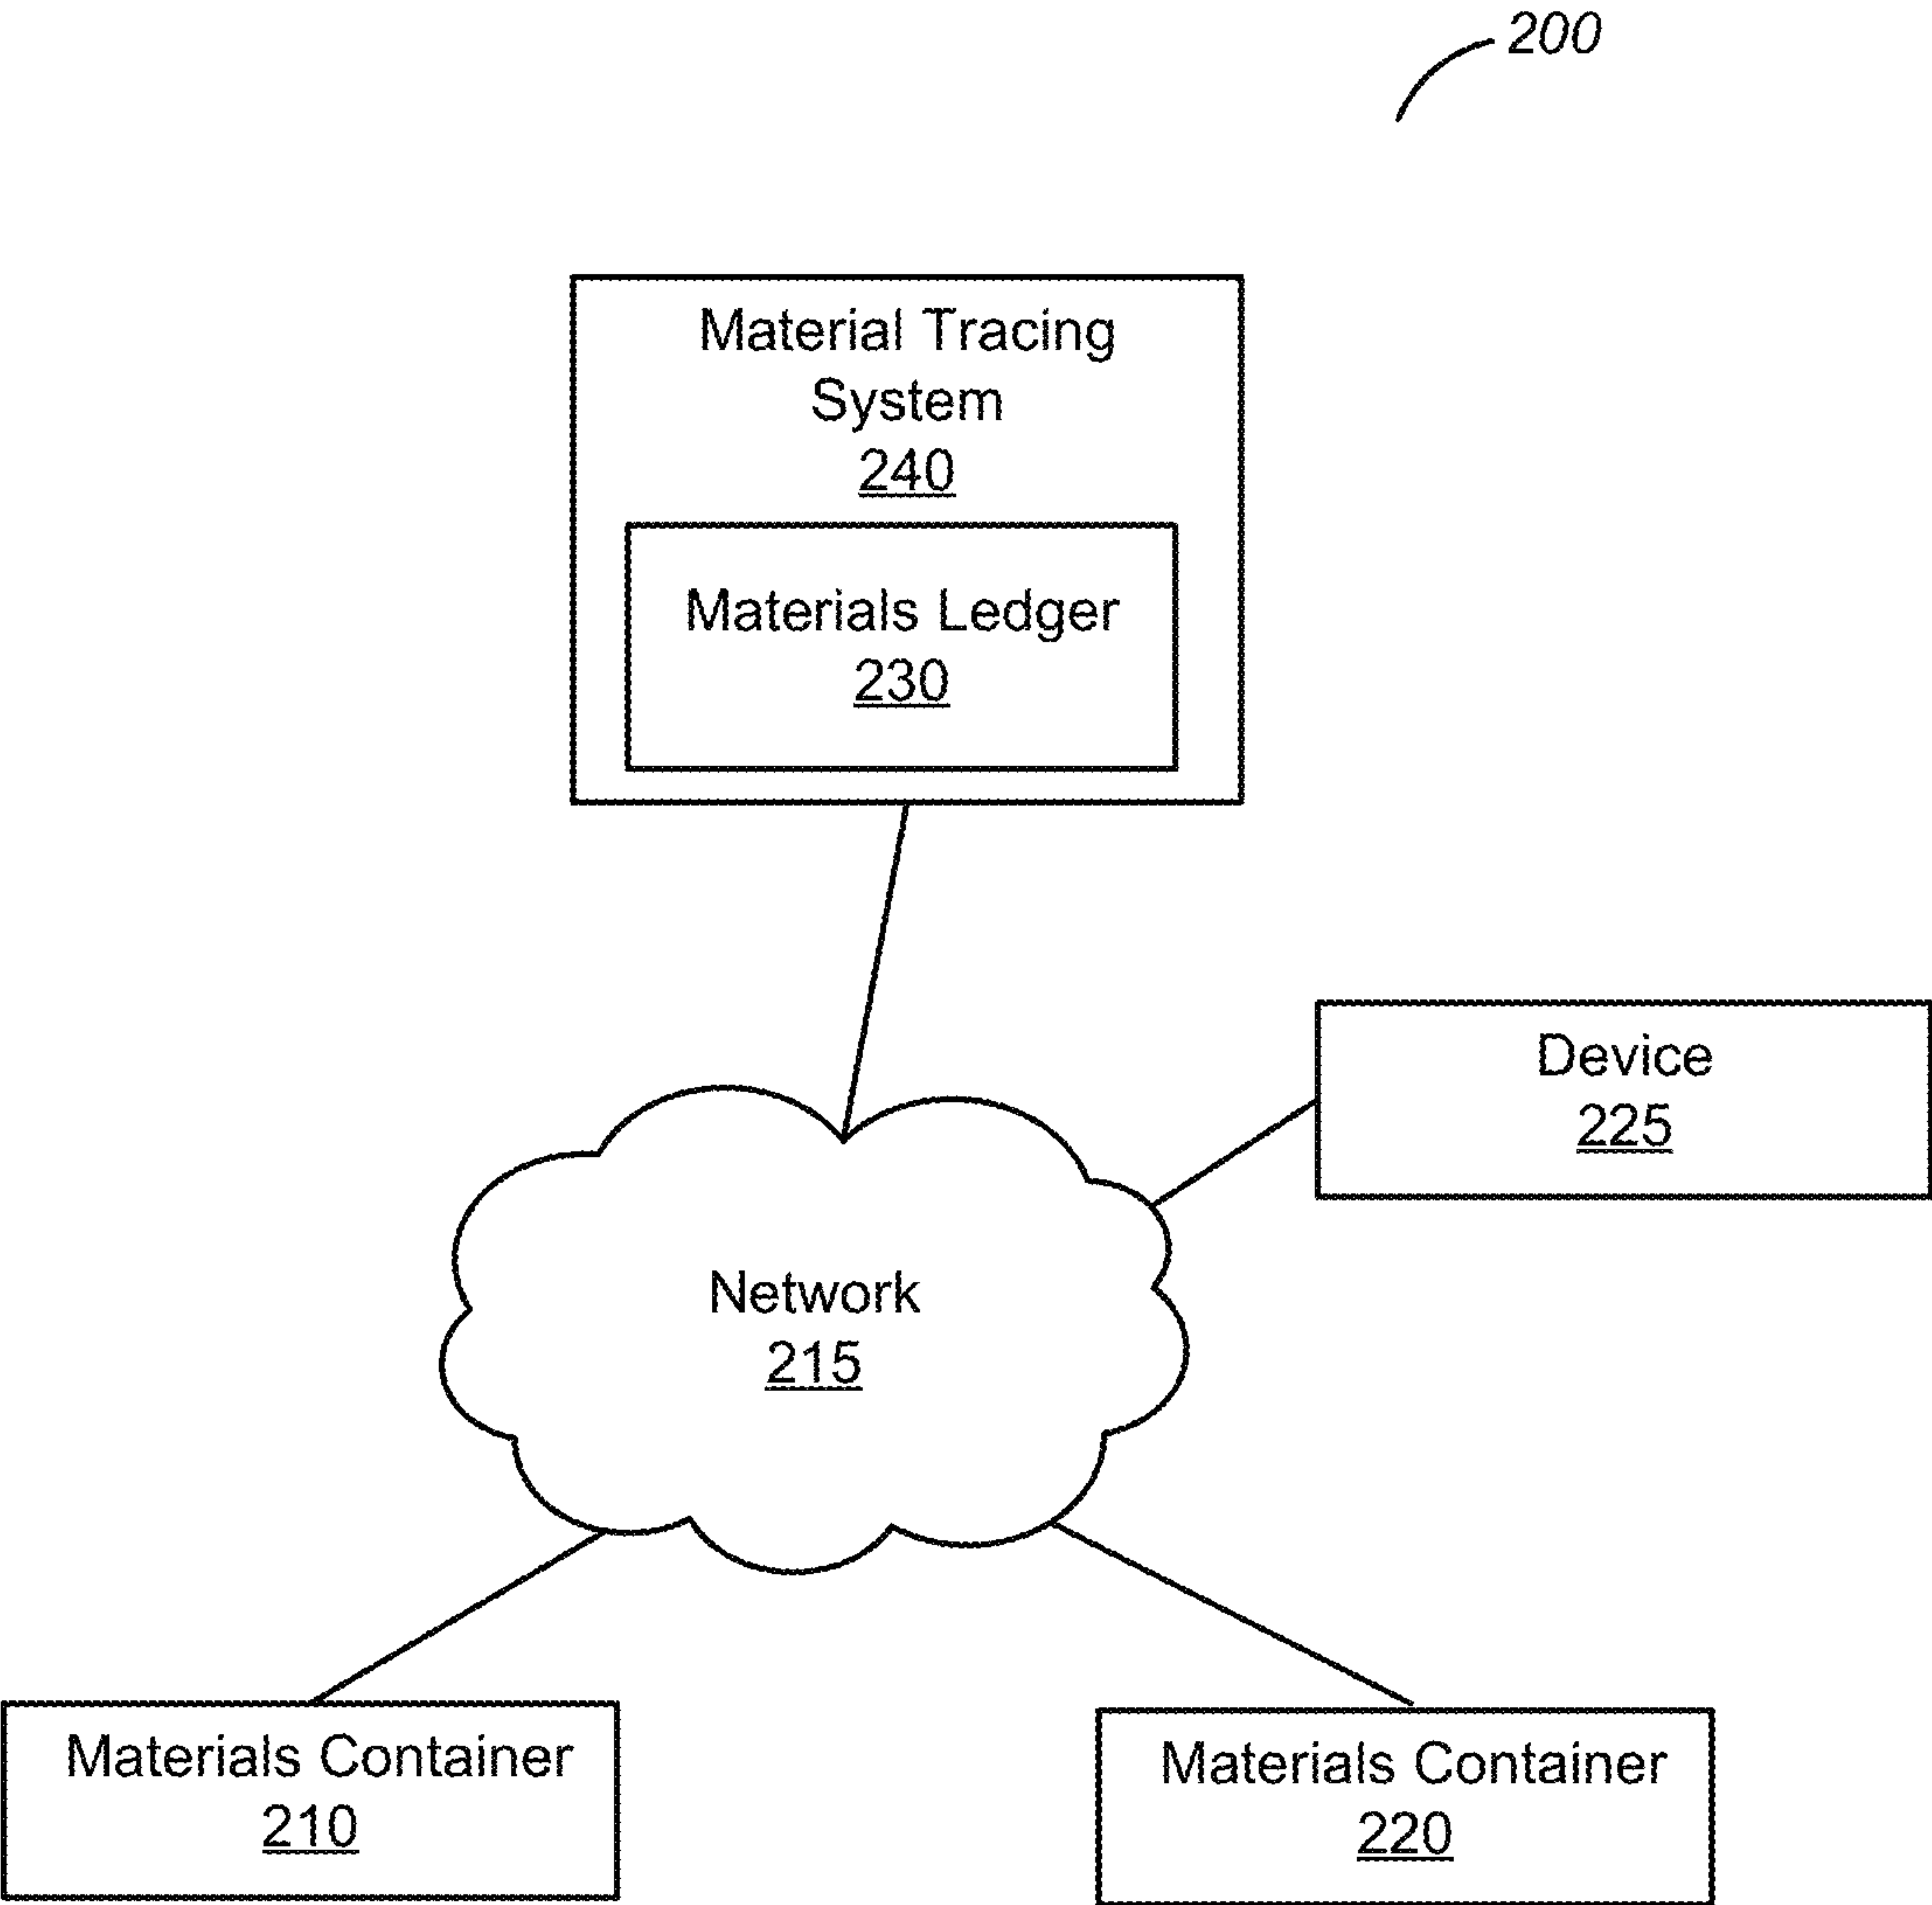 200
Material Tracing
System
240
Materials Ledger
230
Device
225
Network
215
Materials Container
210
Materials Container
220